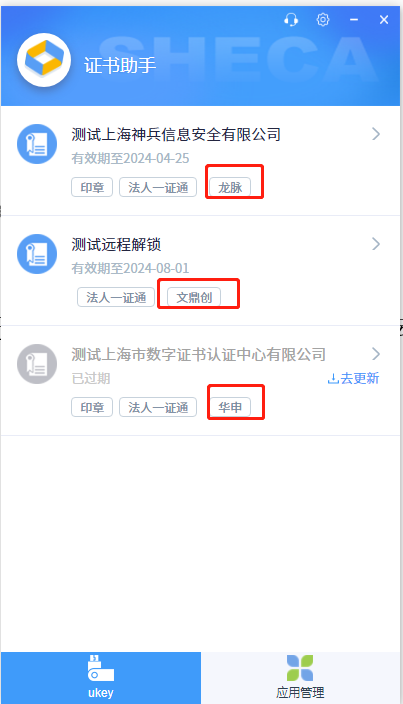 SHECA
证书助手
测试上海神兵信息安全有限公司
有效期至2024-04-25
印章 法人一证通 龙脉
测试远程解锁
有效期至2024-08-01
法人一证通 文鼎创
测试上海市数字证书认证中心有限公司
已过期 去更新
印章 法人一证通 华申
ukey 应用管理